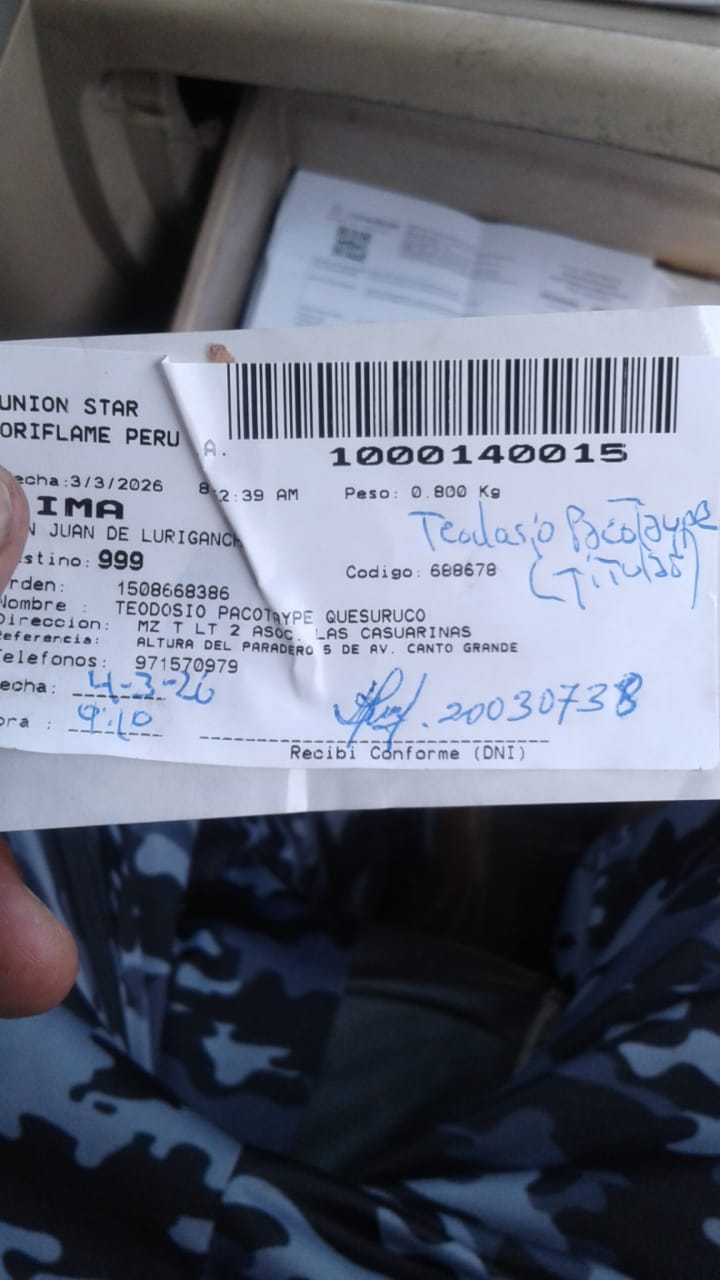 UNION STAR
ORIFLAME PERU A.
1000140015
echa:3/3/2026 8:2:39 AM Peso: 0.800 Kg
IMA
N JUAN DE LURIGANCH
stino: 999
Codigo: 688678
Teodosio Pacotaype
(Titular)
rden: 1508668386
Nombre : TEODOSIO PACOTAYPE QUESURUCO
Direccion: MZ T LT 2 ASOC. LAS CASUARINAS
Referencia: ALTURA DEL PARADERO 5 DE AV. CANTO GRANDE
elefonos: 971570979
echa: 4-3-26
ora : 9:10
20030738
Recibi Conforme (DNI)